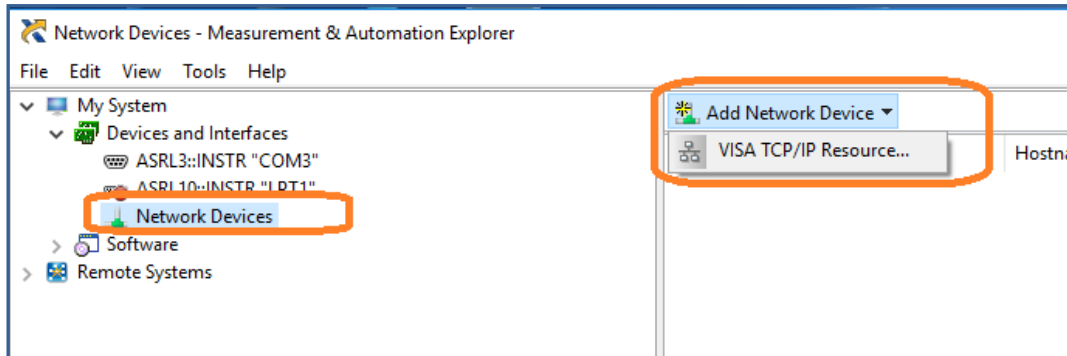 Network Devices - Measurement & Automation Explorer
File Edit View Tools Help
My System
Devices and Interfaces
ASRL3::INSTR "COM3"
ASRL10::INSTR "LPT1"
Network Devices
Software
Remote Systems
Add Network Device
VISA TCP/IP Resource...
Hostna